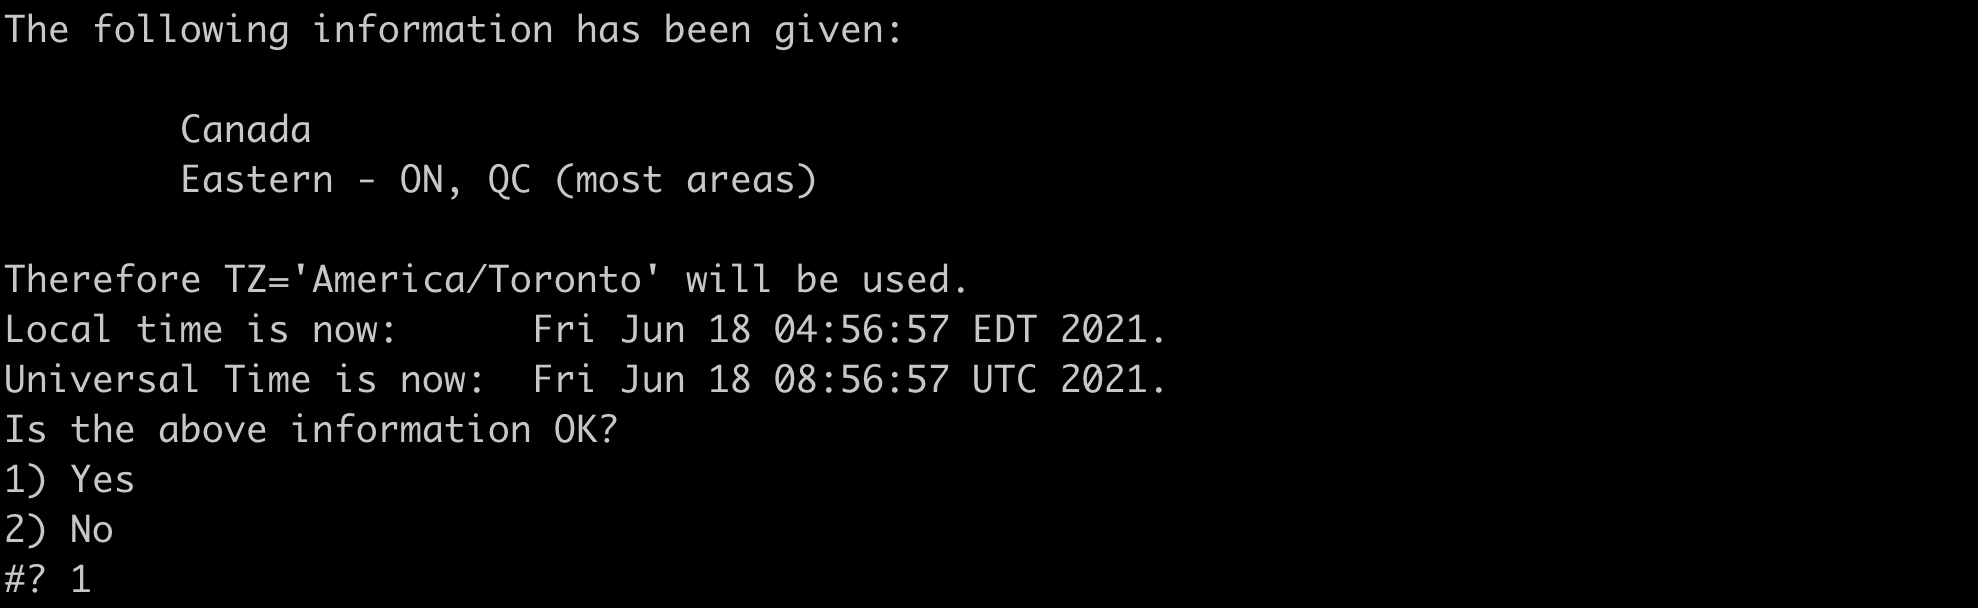 The following information has been given:
Canada
Eastern - ON, QC (most areas)
Therefore TZ='America/Toronto' will be used.
Local time is now:      Fri Jun 18 04:56:57 EDT 2021.
Universal Time is now:  Fri Jun 18 08:56:57 UTC 2021.
Is the above information OK?
1) Yes
2) No
#? 1